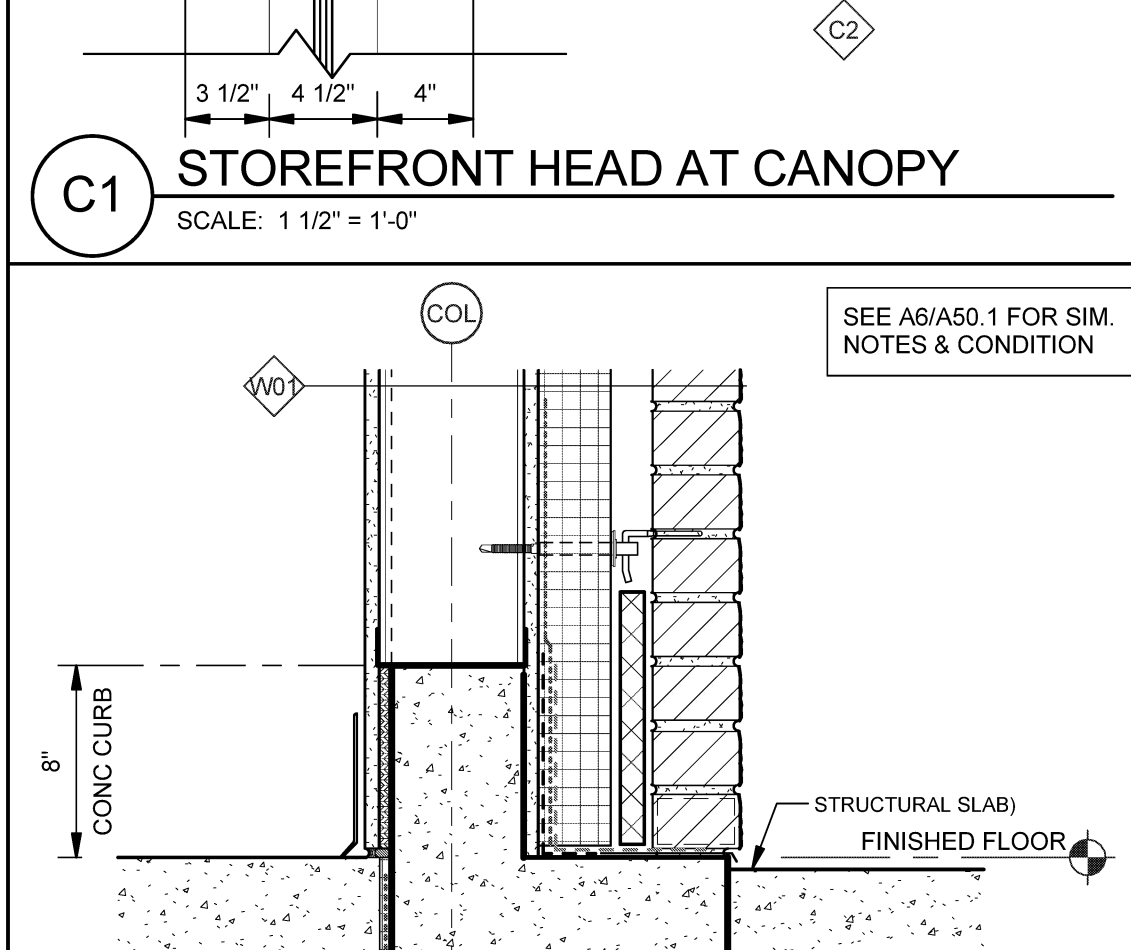 C2
3 1/2" 4 1/2" 4"
C1
STOREFRONT HEAD AT CANOPY
SCALE: 1 1/2" = 1'-0"
COL
SEE A6/A50.1 FOR SIM.
NOTES & CONDITION
W01
8"
CONC CURB
STRUCTURAL SLAB)
FINISHED FLOOR